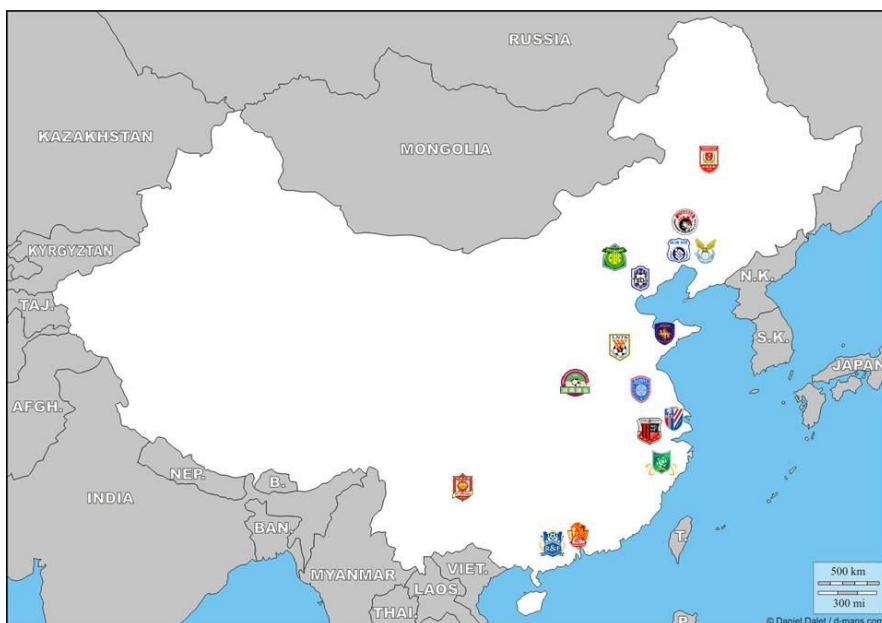 RUSSIA
KAZAKHSTAN
MONGOLIA
KYRGYZTAN
N.K.
TAJ.
S.K.
JAPAN
AFGH.
NEP.
B.
INDIA
BAN.
T.
R&F
VIET.
MYANMAR
LAOS
THAI.
500 km
300 mi
P.
© Daniel Dalet / d-maps.com